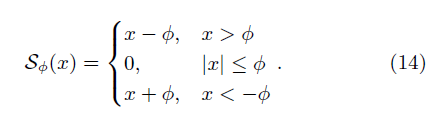 S_ϕ(x) = { x − ϕ, x > ϕ
0, |x| ≤ ϕ .
x + ϕ, x < −ϕ
(14)